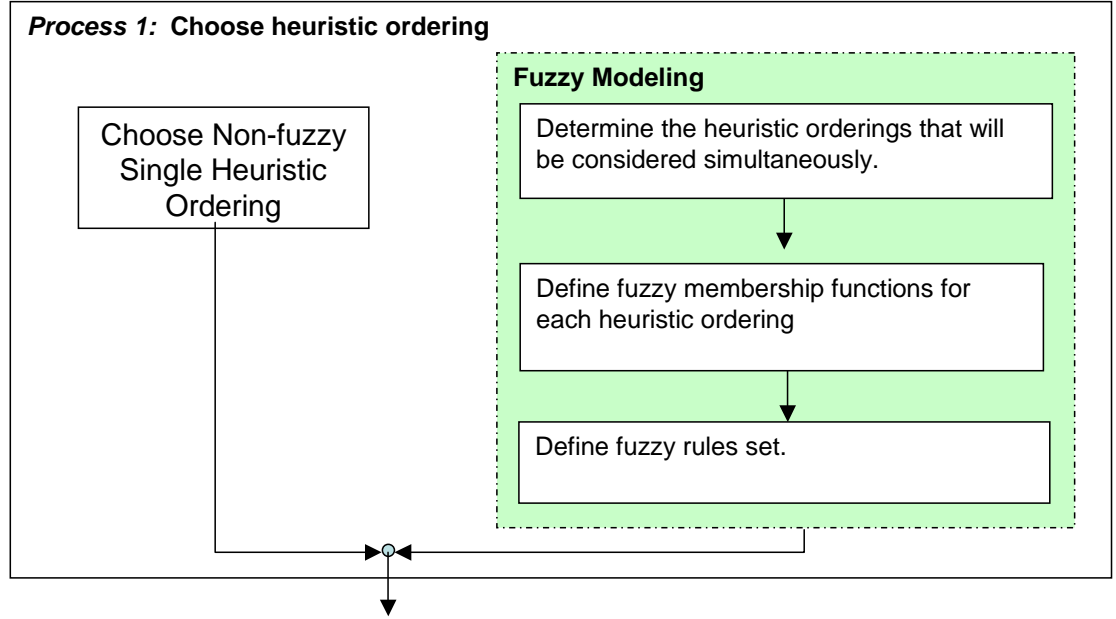 Process 1: Choose heuristic ordering
Choose Non-fuzzy
Single Heuristic
Ordering
Fuzzy Modeling
Determine the heuristic orderings that will
be considered simultaneously.
Define fuzzy membership functions for
each heuristic ordering
Define fuzzy rules set.